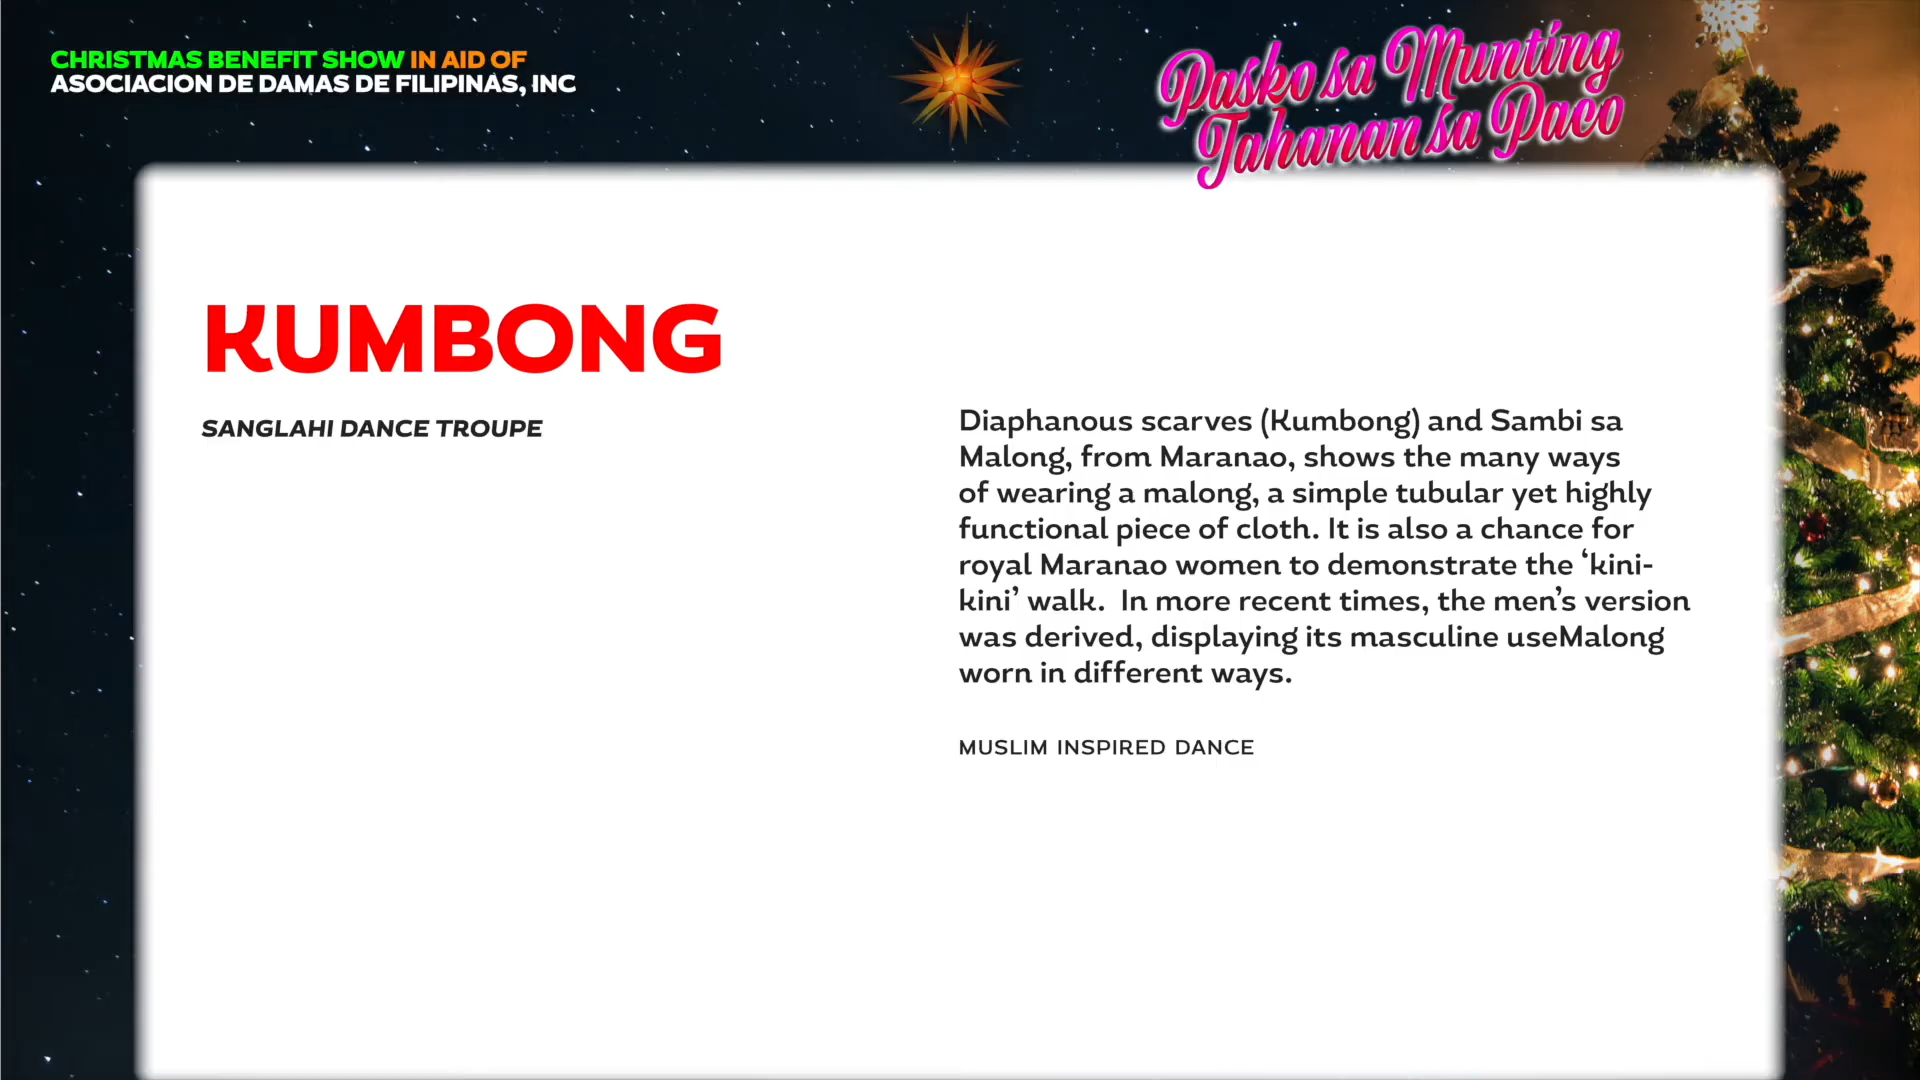 CHRISTMAS BENEFIT SHOW IN AID OF
ASOCIACION DE DAMAS DE FILIPINAS, INC
Pasko sa Munting
Tahanan sa Paco
KUMBONG
SANGLAHI DANCE TROUPE
Diaphanous scarves (Kumbong) and Sambi sa
Malong, from Maranao, shows the many ways
of wearing a malong, a simple tubular yet highly
functional piece of cloth. It is also a chance for
royal Maranao women to demonstrate the ‘kini-
kini’ walk.  In more recent times, the men’s version
was derived, displaying its masculine useMalong
worn in different ways.
MUSLIM INSPIRED DANCE